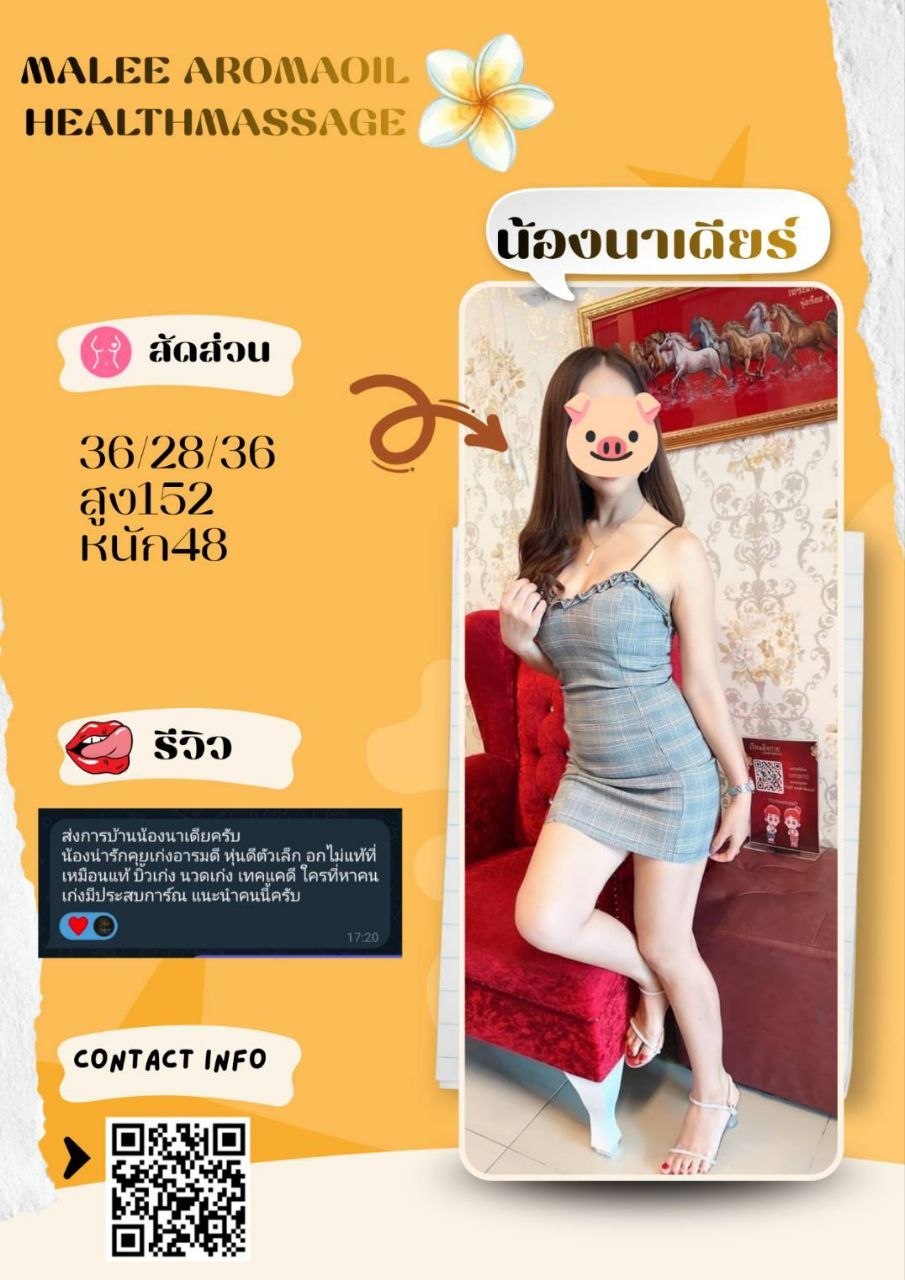 MALEE AROMAOIL
HEALTHMASSAGE
น้องนาเดียร์
สัดส่วน
36/28/36
สูง152
หนัก48
รีวิว
ส่งการบ้านน้องนาเดียครับ
น้องน่ารักคุยเก่งอารมดี หุ่นดีตัวเล็ก อกไม่แท้ที่
เหมือนแท้ บิ้วเก่ง นวดเก่ง เทคแคดี ใครที่หาคน
เก่งมีประสบการ์ณ แนะนำคนนี้ครับ
17:20
CONTACT INFO